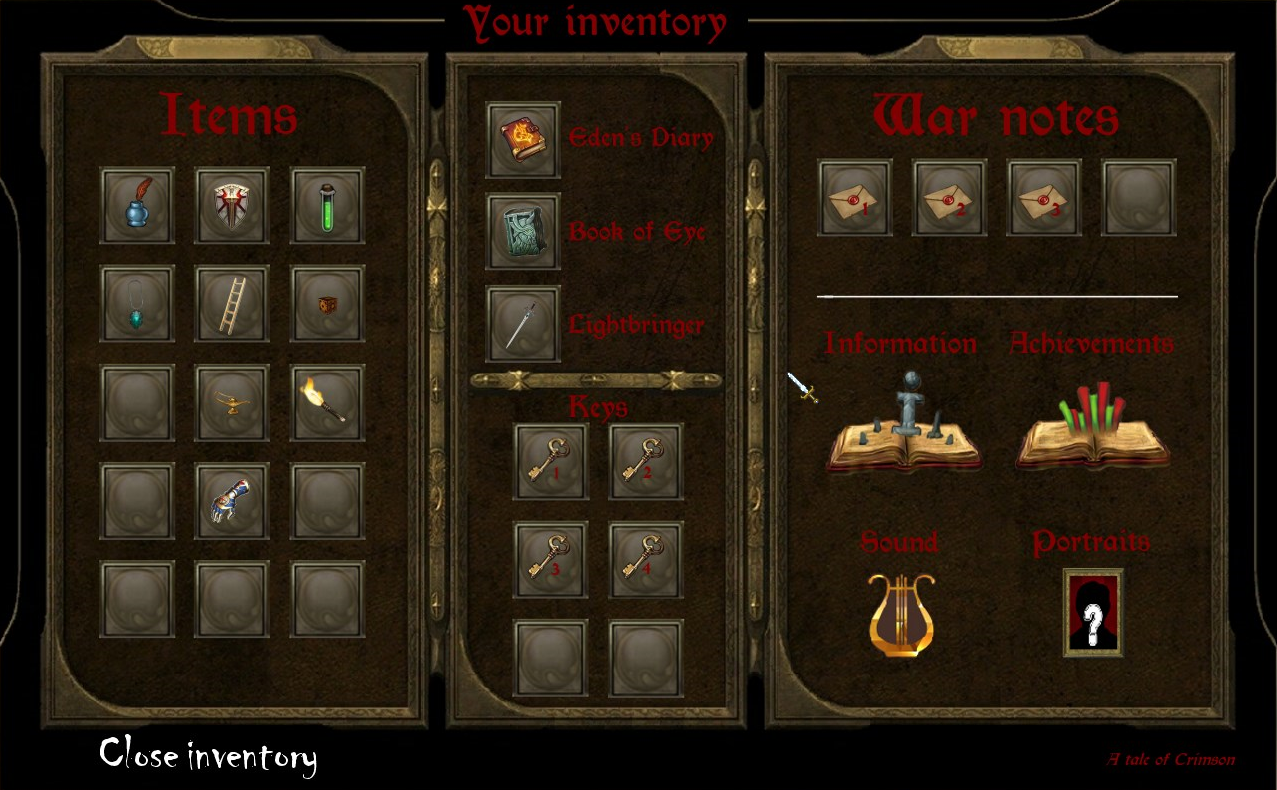 Your inventory
Items
Eden's Diary
Book of Eye
Lightbringer
Keys
1
2
3
4
War notes
1
2
3
Information
Achievements
Sound
Portraits
?
Close inventory
A tale of Crimson